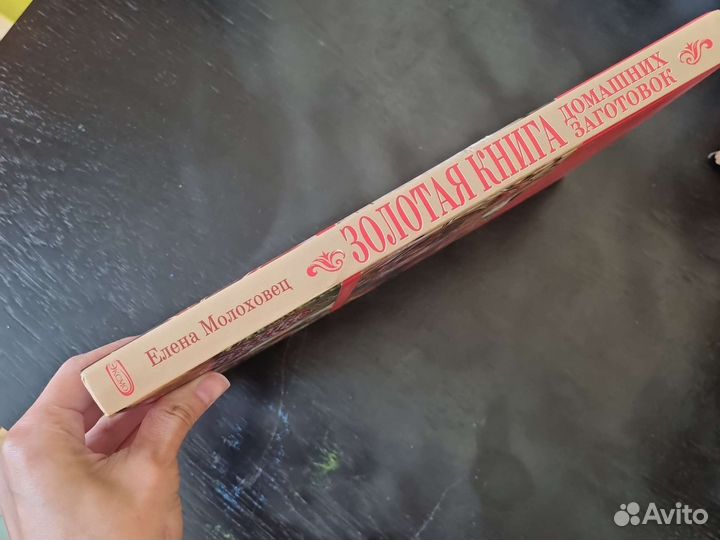 Елена Молоховец
ЗОЛОТАЯ КНИГА
ДОМАШНИХ
ЗАГОТОВОК
ЭКСМО
Avito